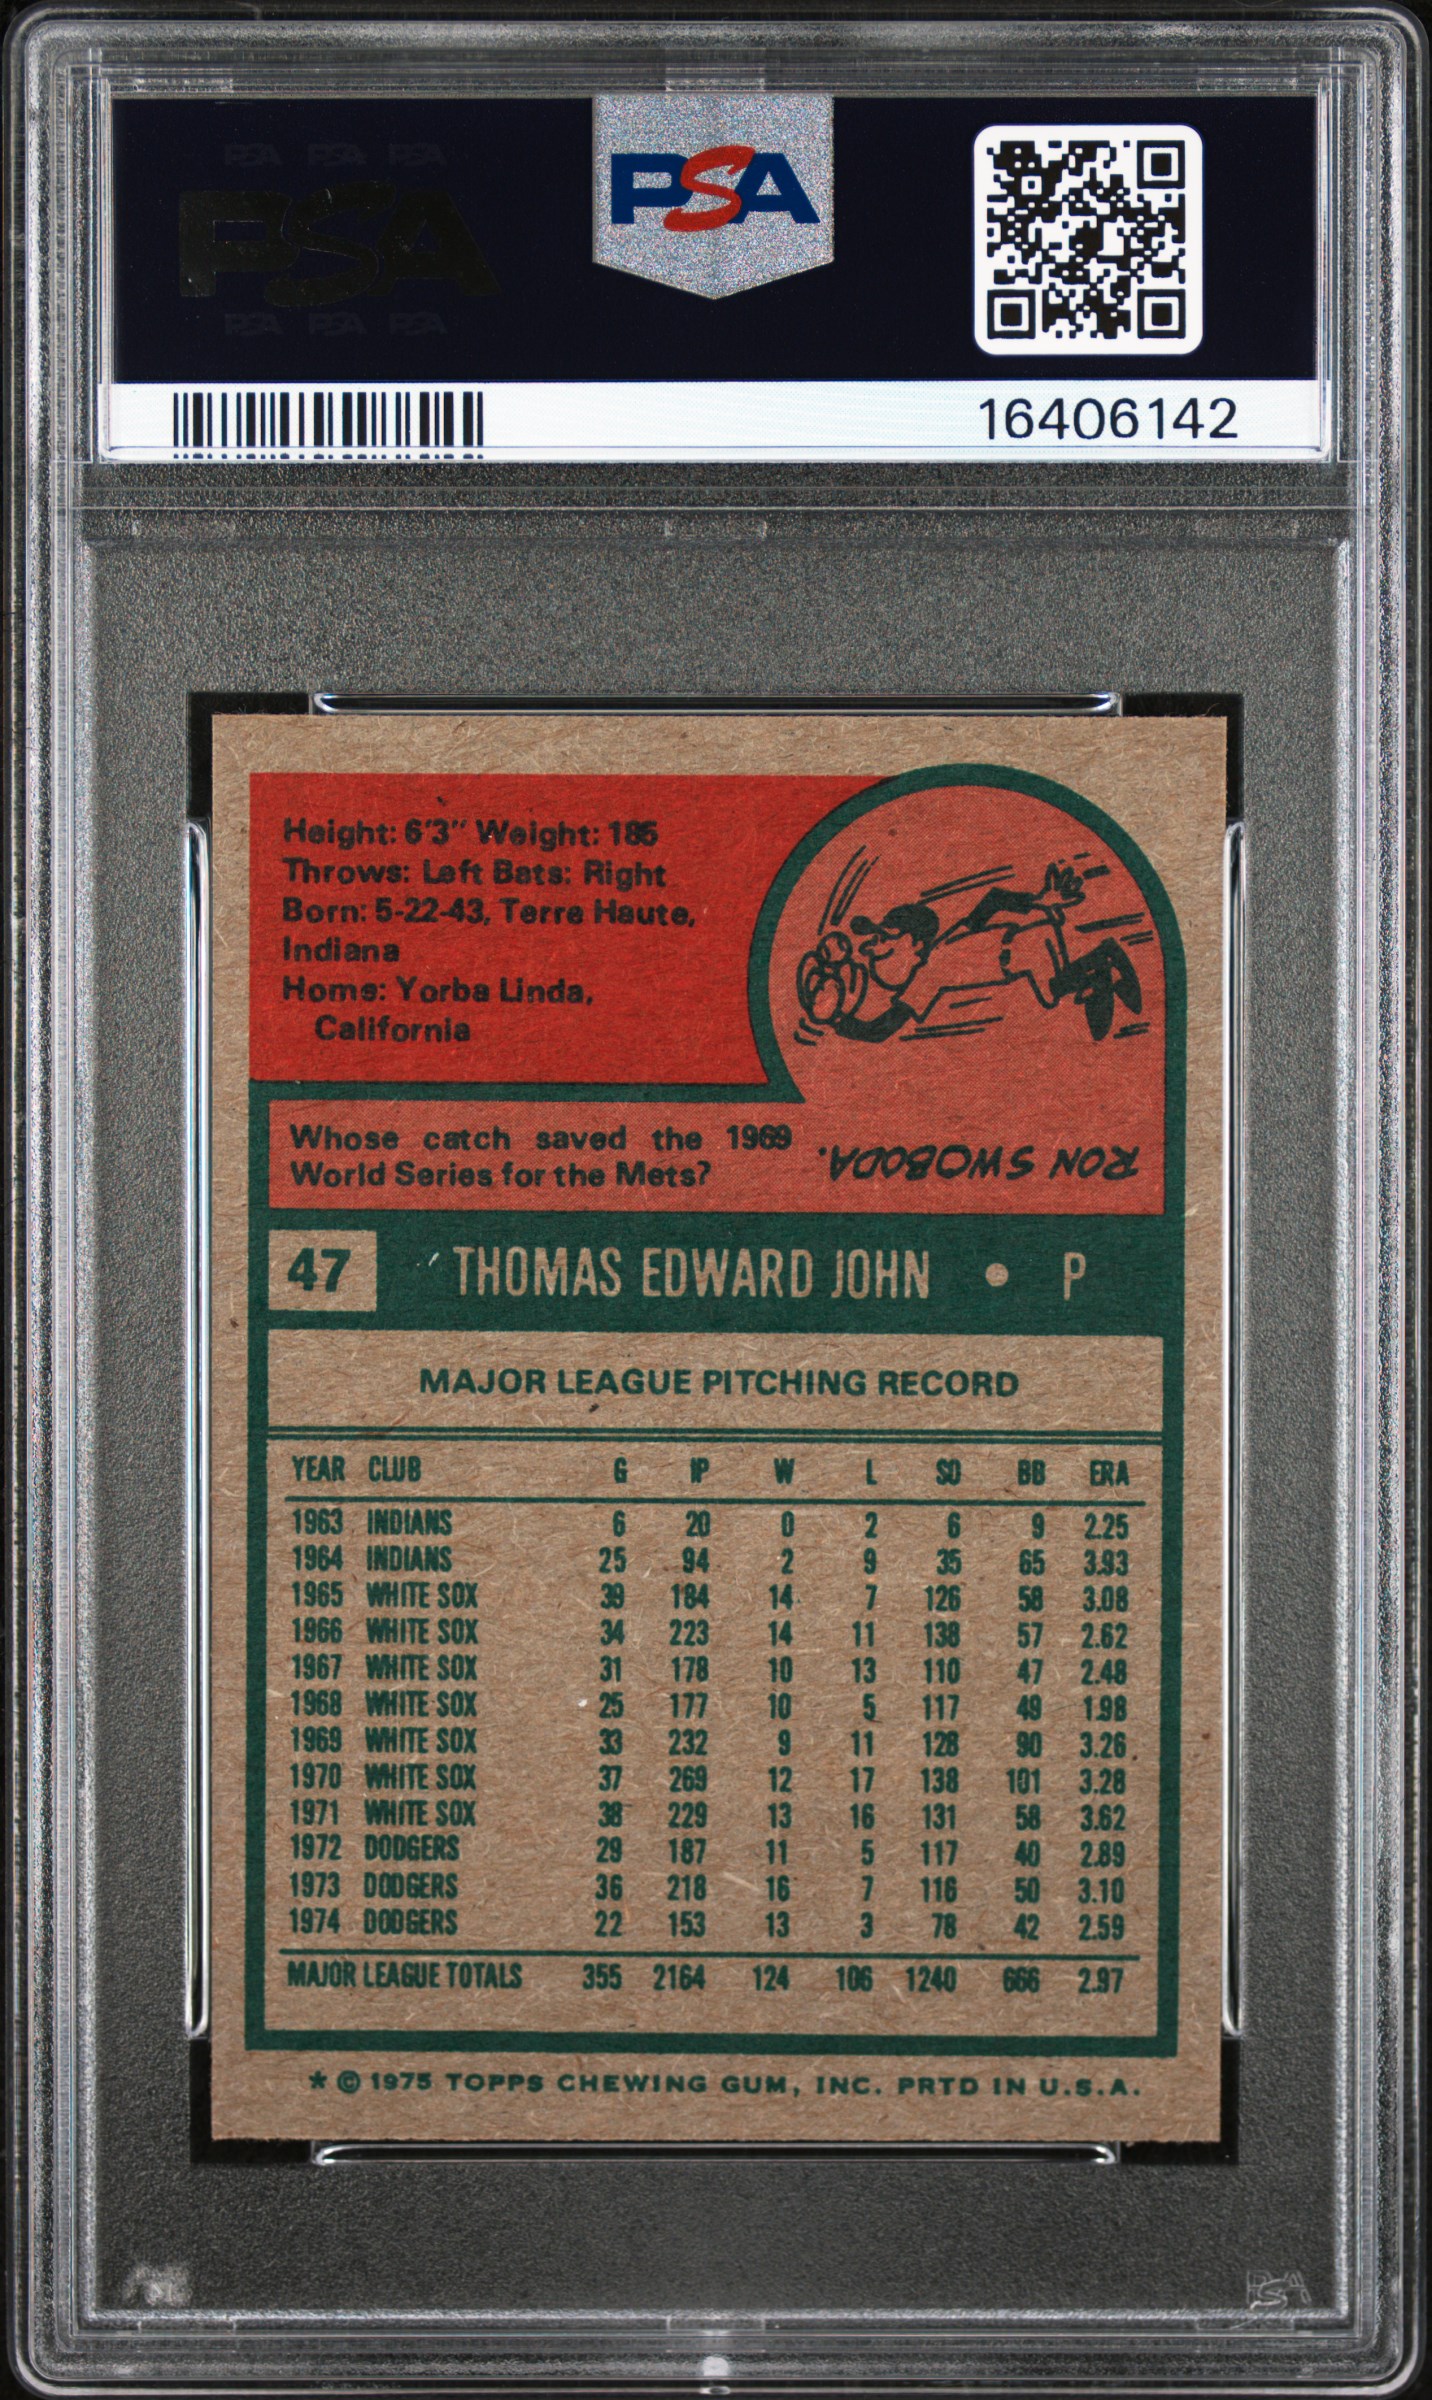 PSA PSA PSA
PSA
PSA PSA PSA
PSA
16406142
Height: 6'3" Weight: 185
Throws: Left Bats: Right
Born: 5-22-43, Terre Haute,
Indiana
Home: Yorba Linda,
California
Whose catch saved the 1969
World Series for the Mets?
RON SWOBODA.
47 THOMAS EDWARD JOHN • P
MAJOR LEAGUE PITCHING RECORD
YEAR CLUB G IP W L SO BB ERA
1963 INDIANS 6 20 0 2 6 9 2.25
1964 INDIANS 25 94 2 9 35 65 3.93
1965 WHITE SOX 39 184 14 7 126 58 3.08
1966 WHITE SOX 34 223 14 11 138 57 2.62
1967 WHITE SOX 31 178 10 13 110 47 2.48
1968 WHITE SOX 25 177 10 5 117 49 1.98
1969 WHITE SOX 33 232 9 11 128 90 3.26
1970 WHITE SOX 37 269 12 17 138 101 3.28
1971 WHITE SOX 38 229 13 16 131 58 3.62
1972 DODGERS 29 187 11 5 117 40 2.89
1973 DODGERS 36 218 16 7 116 50 3.10
1974 DODGERS 22 153 13 3 78 42 2.59
MAJOR LEAGUE TOTALS 355 2164 124 106 1240 666 2.97
* © 1975 TOPPS CHEWING GUM, INC. PRTD IN U.S.A.
PSA